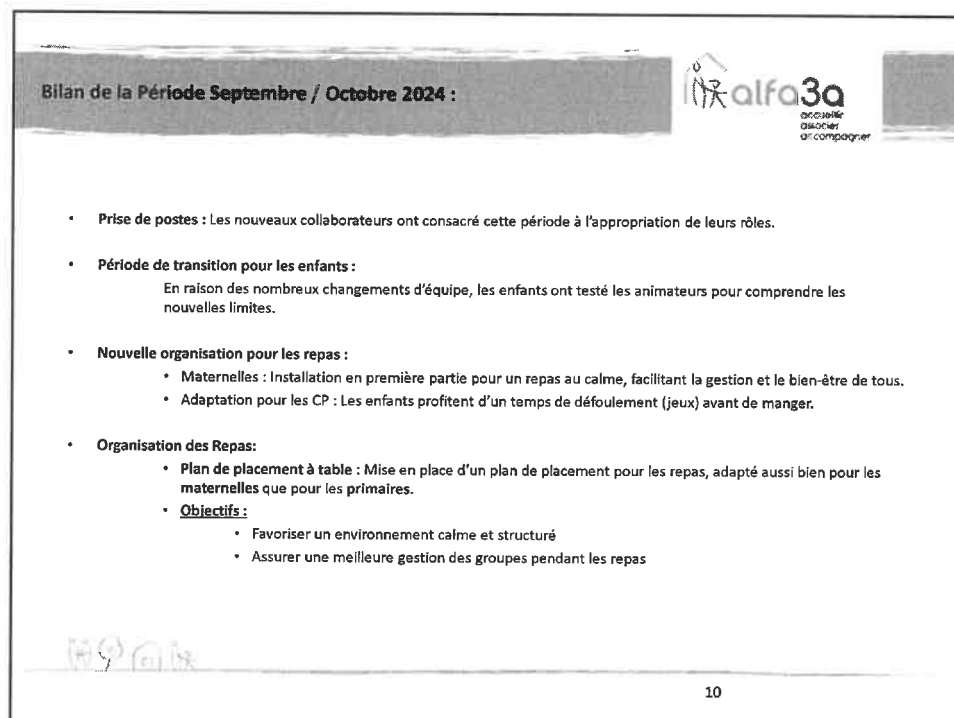 Bilan de la Période Septembre / Octobre 2024 :
alfa3a
accueillir
associer
accompagner
• Prise de postes : Les nouveaux collaborateurs ont consacré cette période à l'appropriation de leurs rôles.
• Période de transition pour les enfants :
En raison des nombreux changements d'équipe, les enfants ont testé les animateurs pour comprendre les
nouvelles limites.
• Nouvelle organisation pour les repas :
• Maternelles : Installation en première partie pour un repas au calme, facilitant la gestion et le bien-être de tous.
• Adaptation pour les CP : Les enfants profitent d'un temps de défoulement (jeux) avant de manger.
• Organisation des Repas:
• Plan de placement à table : Mise en place d'un plan de placement pour les repas, adapté aussi bien pour les
maternelles que pour les primaires.
• Objectifs :
• Favoriser un environnement calme et structuré
• Assurer une meilleure gestion des groupes pendant les repas
10